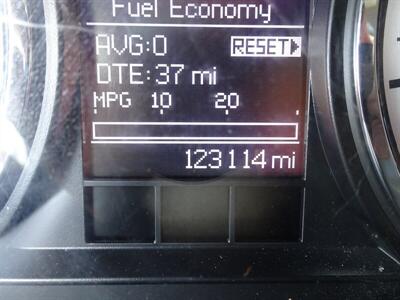 Fuel Economy
AVG:0 RESET
DTE:37 mi
MPG 10 20
123114 mi